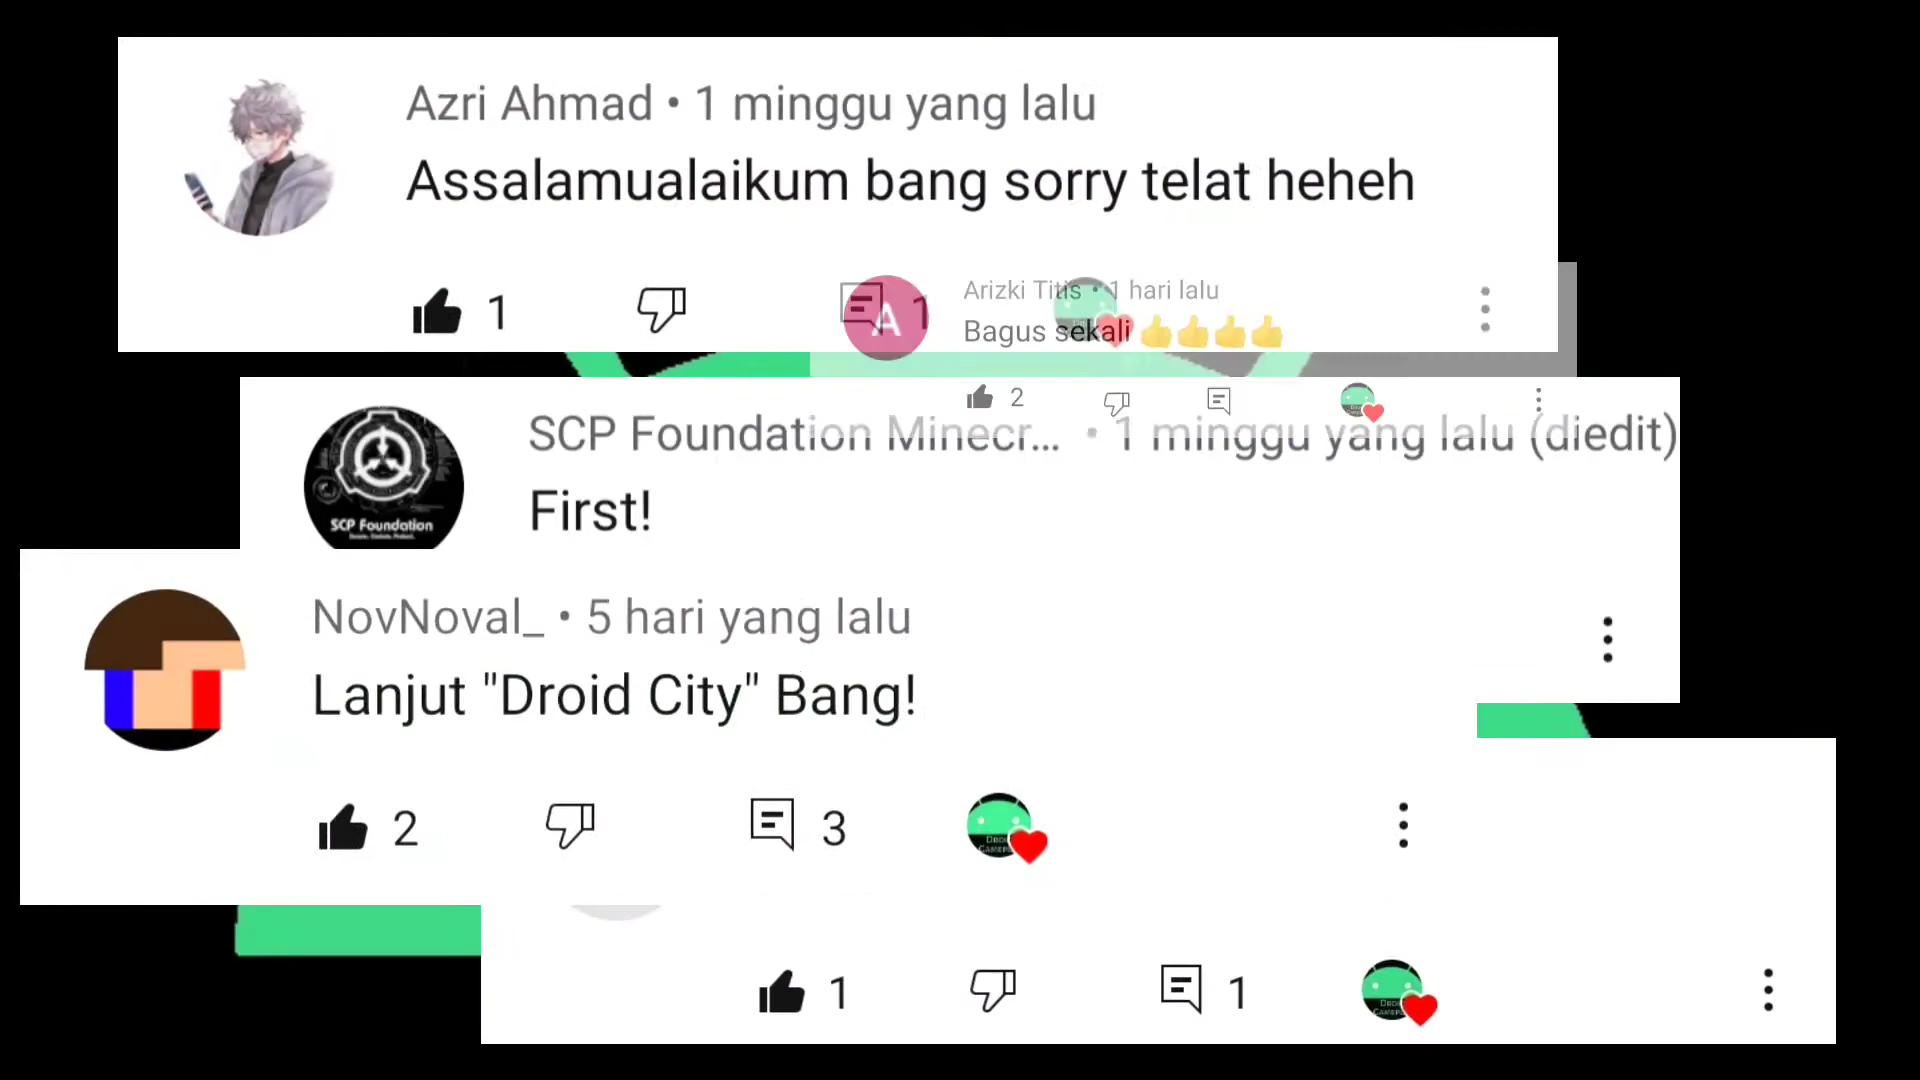 Azri Ahmad • 1 minggu yang lalu
Assalamualaikum bang sorry telat heheh
1
1
Arizki Titis • 1 hari lalu
A
Bagus sekali 👍👍👍👍
2
SCP Foundation Minecr... • 1 minggu yang lalu (diedit)
First!
SCP Foundation
NovNoval_ • 5 hari yang lalu
Lanjut "Droid City" Bang!
2
3
1
1